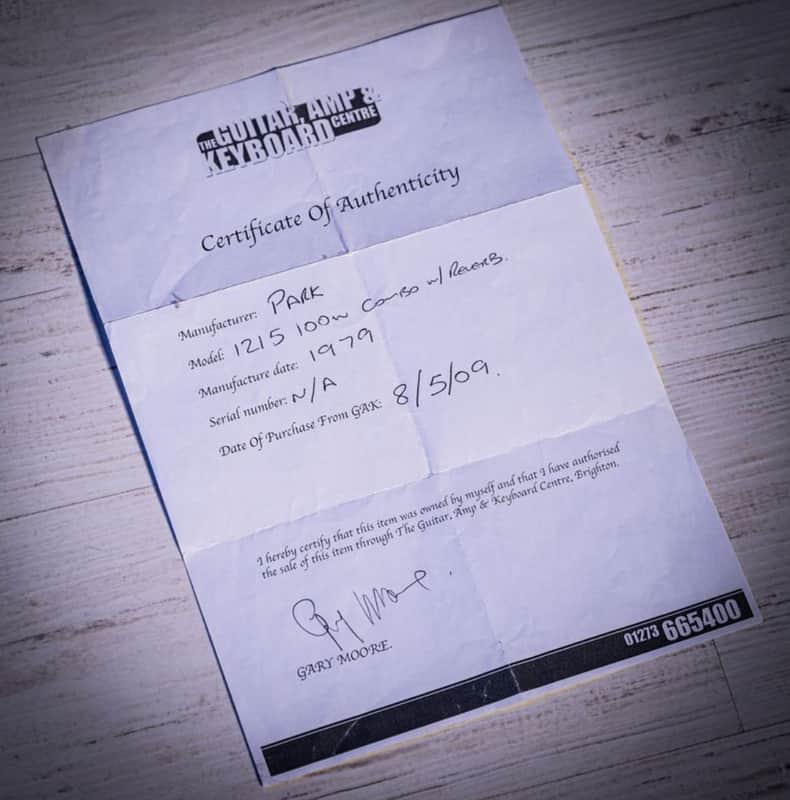 THE GUITAR, AMP &
KEYBOARD CENTRE
Certificate Of Authenticity
Manufacturer: PARK
Model: 1215 100w COMBO w/ REVERB.
Manufacture date: 1979
Serial number: N/A
Date Of Purchase From GAK: 8/5/09.
I hereby certify that this item was owned by myself and that I have authorised
the sale of this item through The Guitar, Amp & Keyboard Centre, Brighton.
Gary Moore.
GARY MOORE.
01273 665400